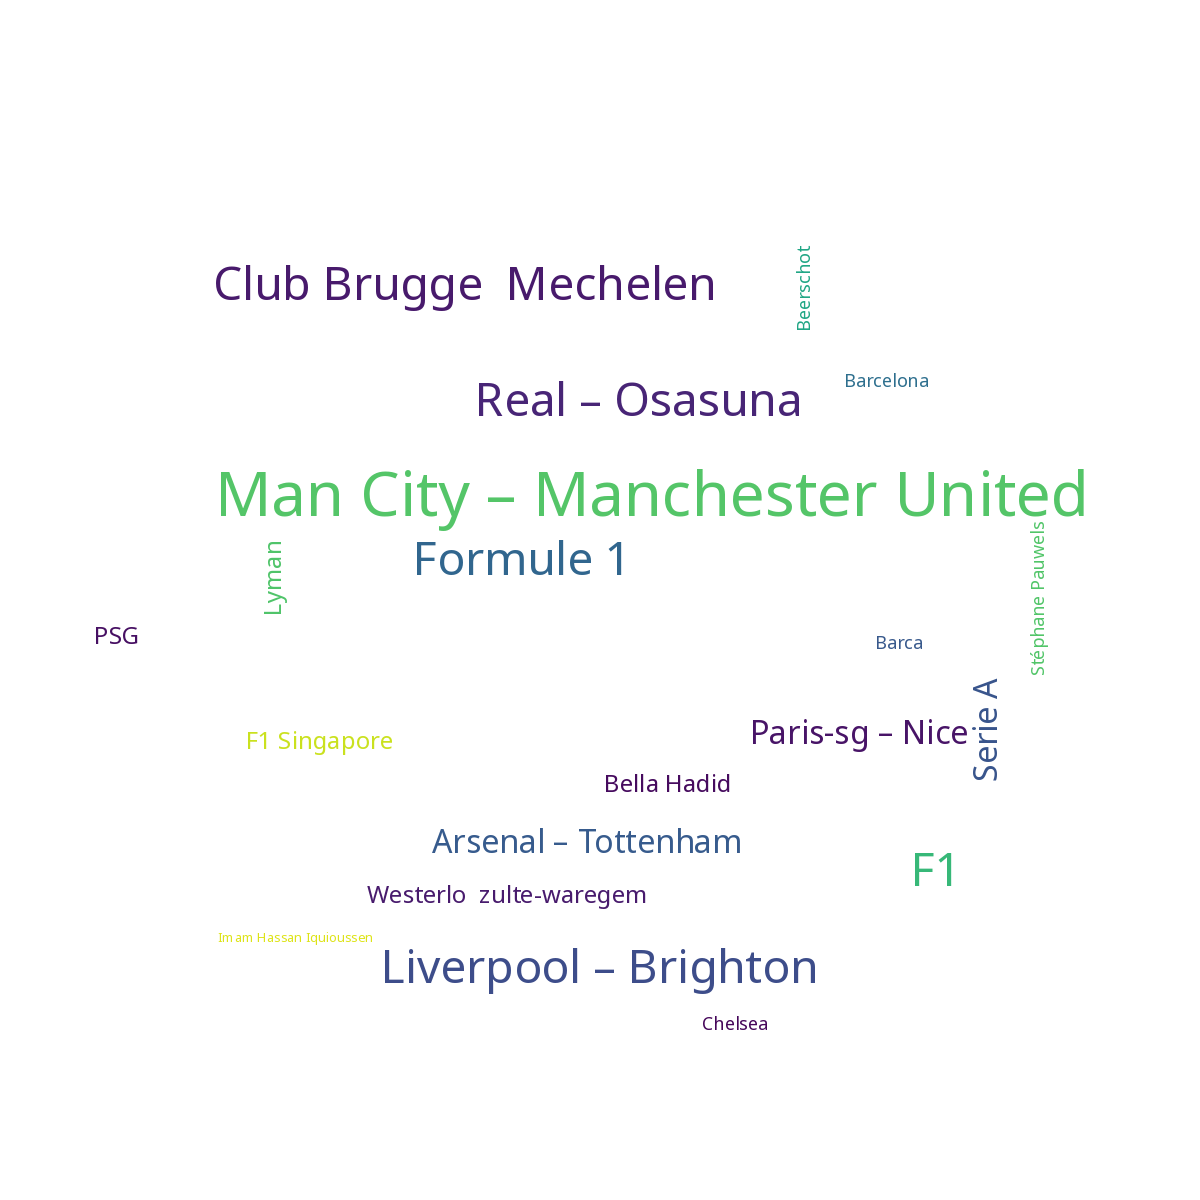 Club Brugge  Mechelen
Beerschot
Barcelona
Real – Osasuna
Man City – Manchester United
Formule 1
Lyman
Stéphane Pauwels
PSG
Barca
Serie A
Paris-sg – Nice
F1 Singapore
Bella Hadid
Arsenal – Tottenham
F1
Westerlo  zulte-waregem
Imam Hassan Iquioussen
Liverpool – Brighton
Chelsea